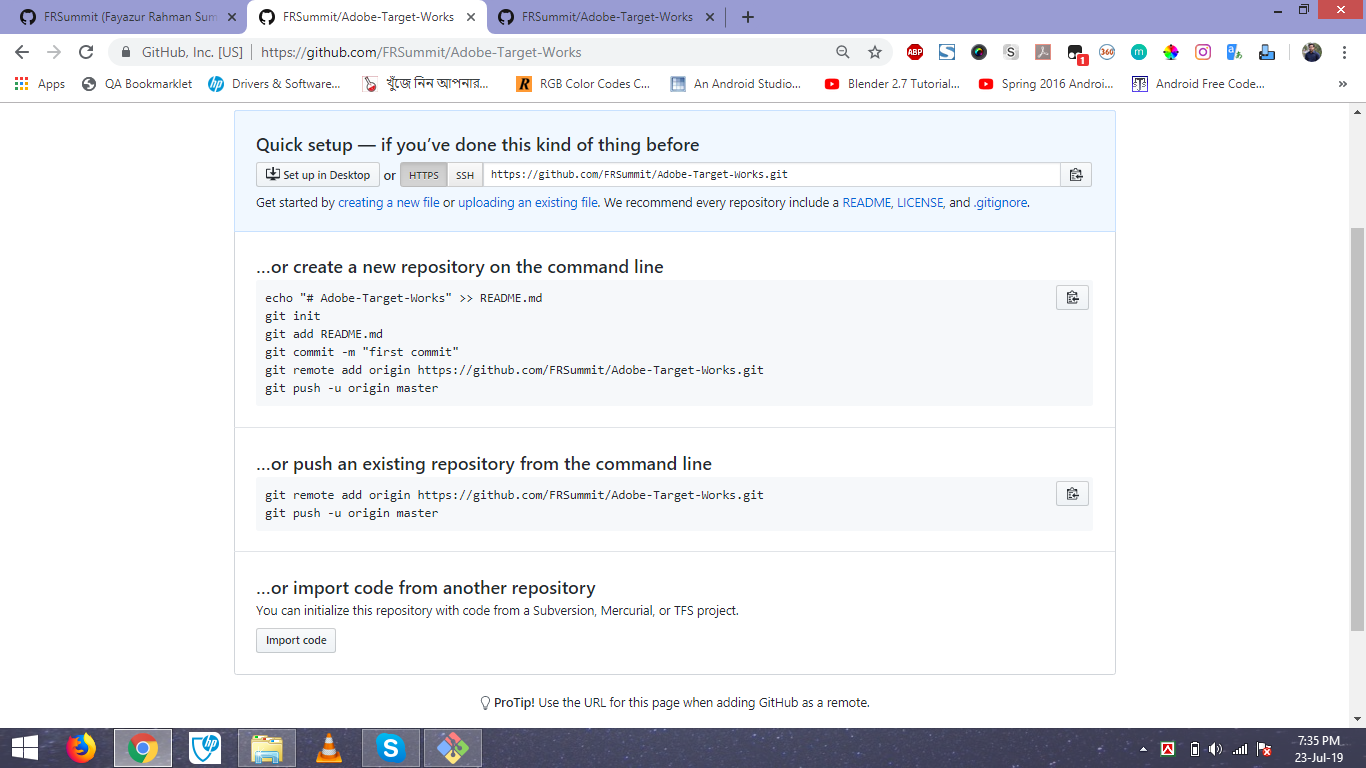 FRSummit (Fayazur Rahman Sum
FRSummit/Adobe-Target-Works
FRSummit/Adobe-Target-Works
GitHub, Inc. [US] | https://github.com/FRSummit/Adobe-Target-Works
ABP
S
S
1
360
m
Apps
QA Bookmarklet
hp
Drivers & Software...
খুঁজে নিন আপনার...
R
RGB Color Codes C...
An Android Studio...
Blender 2.7 Tutorial...
Spring 2016 Androi...
Android Free Code...
»
Quick setup — if you’ve done this kind of thing before
Set up in Desktop or HTTPS SSH https://github.com/FRSummit/Adobe-Target-Works.git
Get started by creating a new file or uploading an existing file. We recommend every repository include a README, LICENSE, and .gitignore.
…or create a new repository on the command line
echo "# Adobe-Target-Works" >> README.md
git init
git add README.md
git commit -m "first commit"
git remote add origin https://github.com/FRSummit/Adobe-Target-Works.git
git push -u origin master
…or push an existing repository from the command line
git remote add origin https://github.com/FRSummit/Adobe-Target-Works.git
git push -u origin master
…or import code from another repository
You can initialize this repository with code from a Subversion, Mercurial, or TFS project.
Import code
ProTip! Use the URL for this page when adding GitHub as a remote.
hp
S
7:35 PM
23-Jul-19